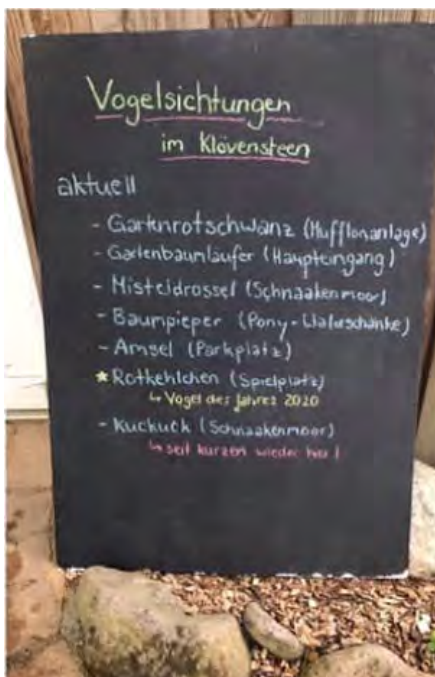 Vogelsichtungen
im Klövensteen
aktuell
- Gartenrotschwanz (Mufflonanlage)
- Gartenbaumläufer (Haupteingang)
- Misteldrossel (Schnaakenmoor)
- Baumpieper (Pony-Waldschänke)
- Amsel (Parkplatz)
★ Rotkehlchen (Spielplatz)
↳ Vogel des Jahres 2020
- Kuckuck (Schnaakenmoor)
↳ seit kurzen wieder hier!